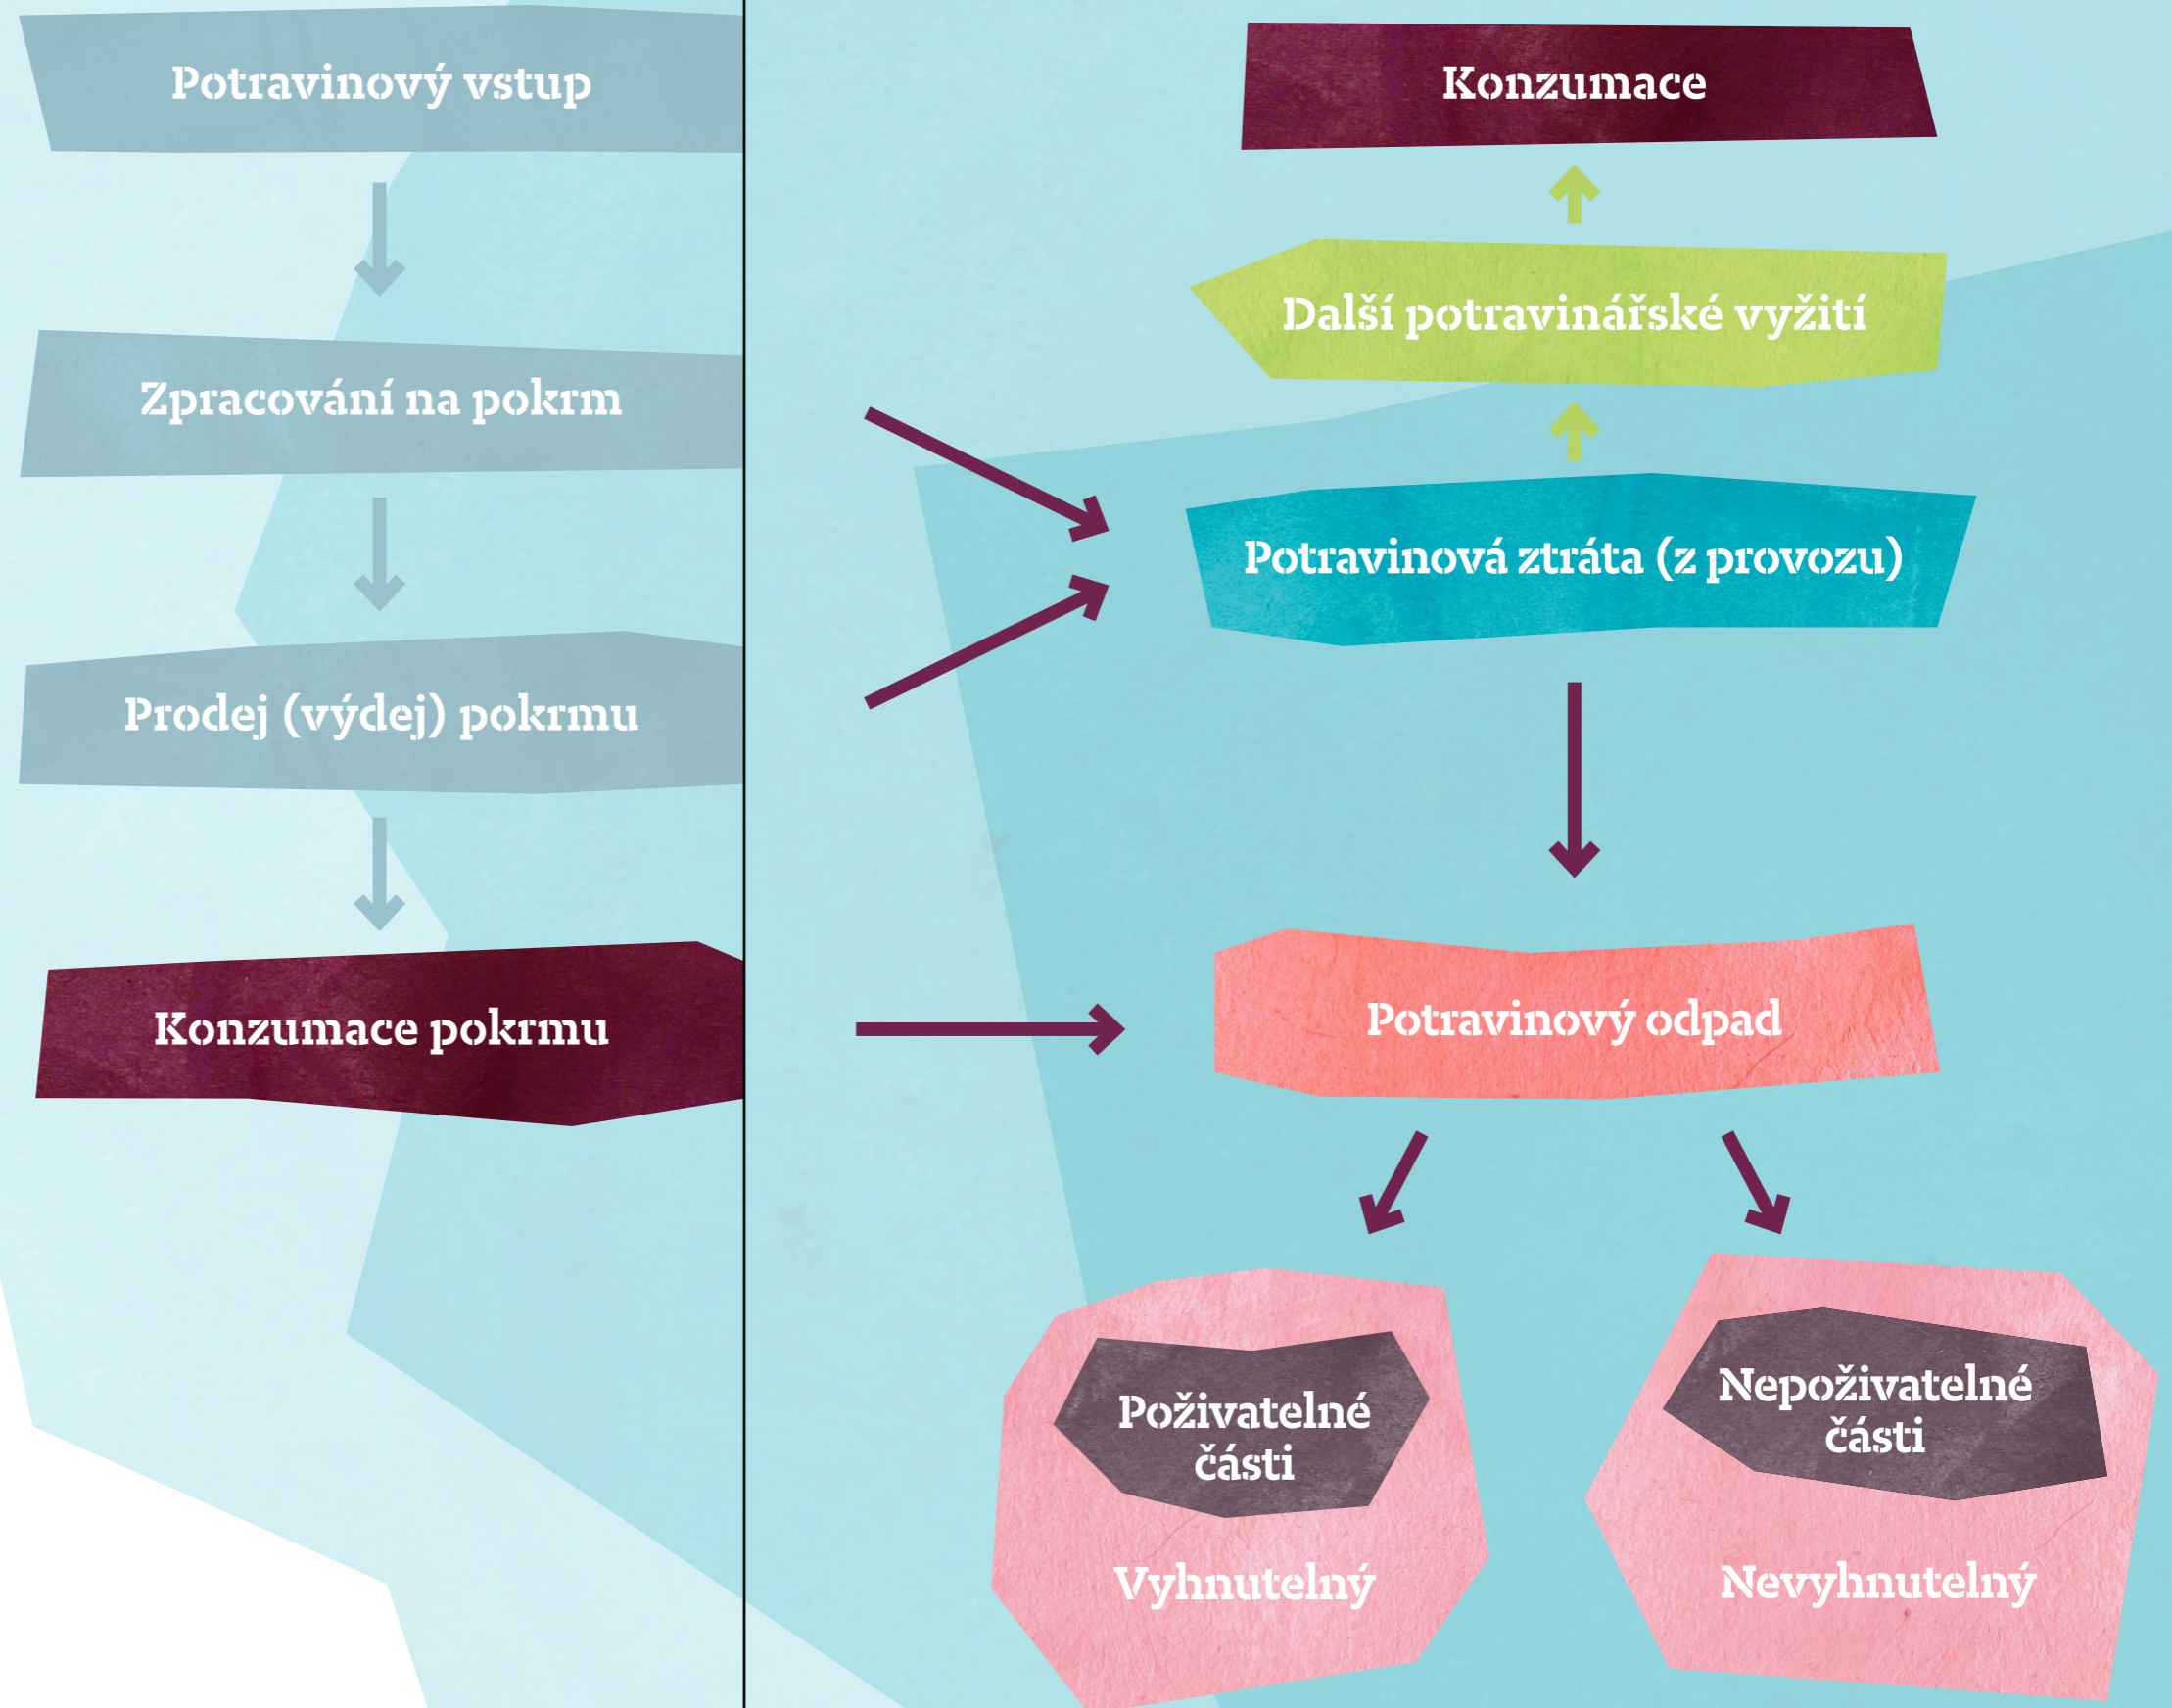 Potravinový vstup
Zpracování na pokrm
Prodej (výdej) pokrmu
Konzumace pokrmu
Konzumace
Další potravinářské vyžití
Potravinová ztráta (z provozu)
Potravinový odpad
Poživatelné
části
Vyhnutelný
Nepoživatelné
části
Nevyhnutelný